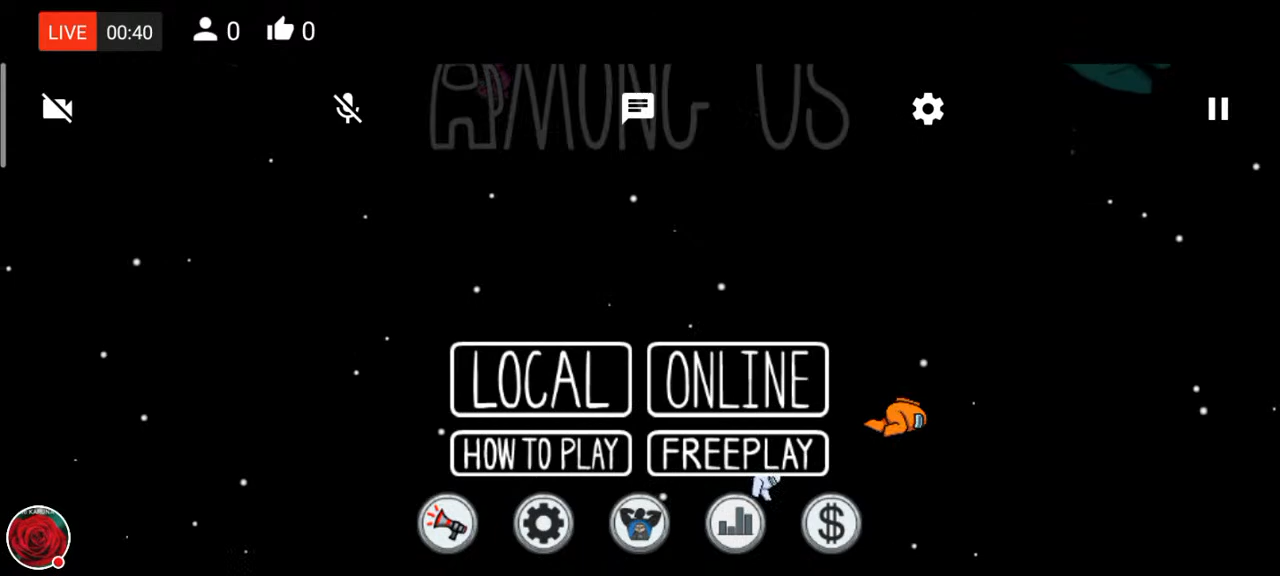 LIVE 00:40 0 0
AMONG US
LOCAL ONLINE
HOW TO PLAY FREEPLAY
$